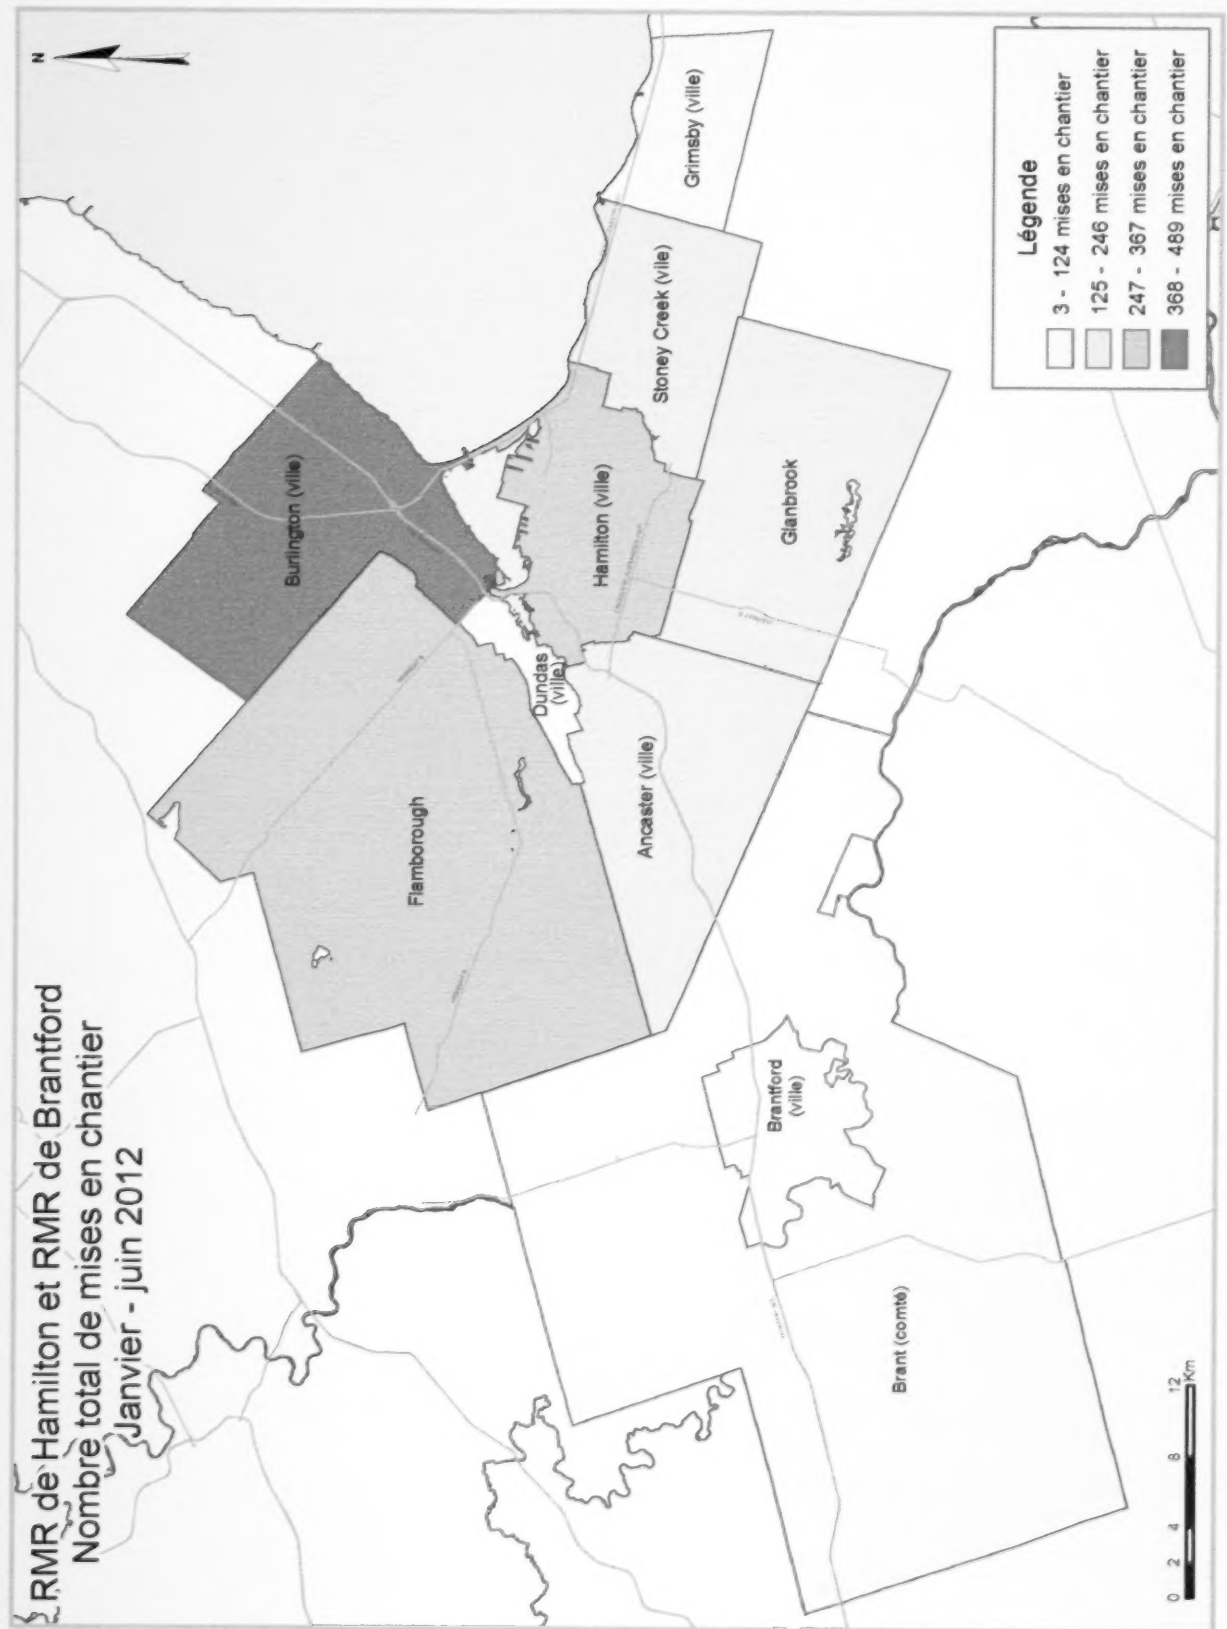 RMR de Hamilton et RMR de Brantford
Nombre total de mises en chantier
Janvier - juin 2012
N
Burlington (ville)
Flamborough
Dundas
(ville)
Hamilton (ville)
Stoney Creek (vile)
Grimsby (ville)
Ancaster (ville)
Glanbrook
Brantford
(ville)
Brant (comté)
Légende
3 - 124 mises en chantier
125 - 246 mises en chantier
247 - 367 mises en chantier
368 - 489 mises en chantier
0 2 4 8 12
Km